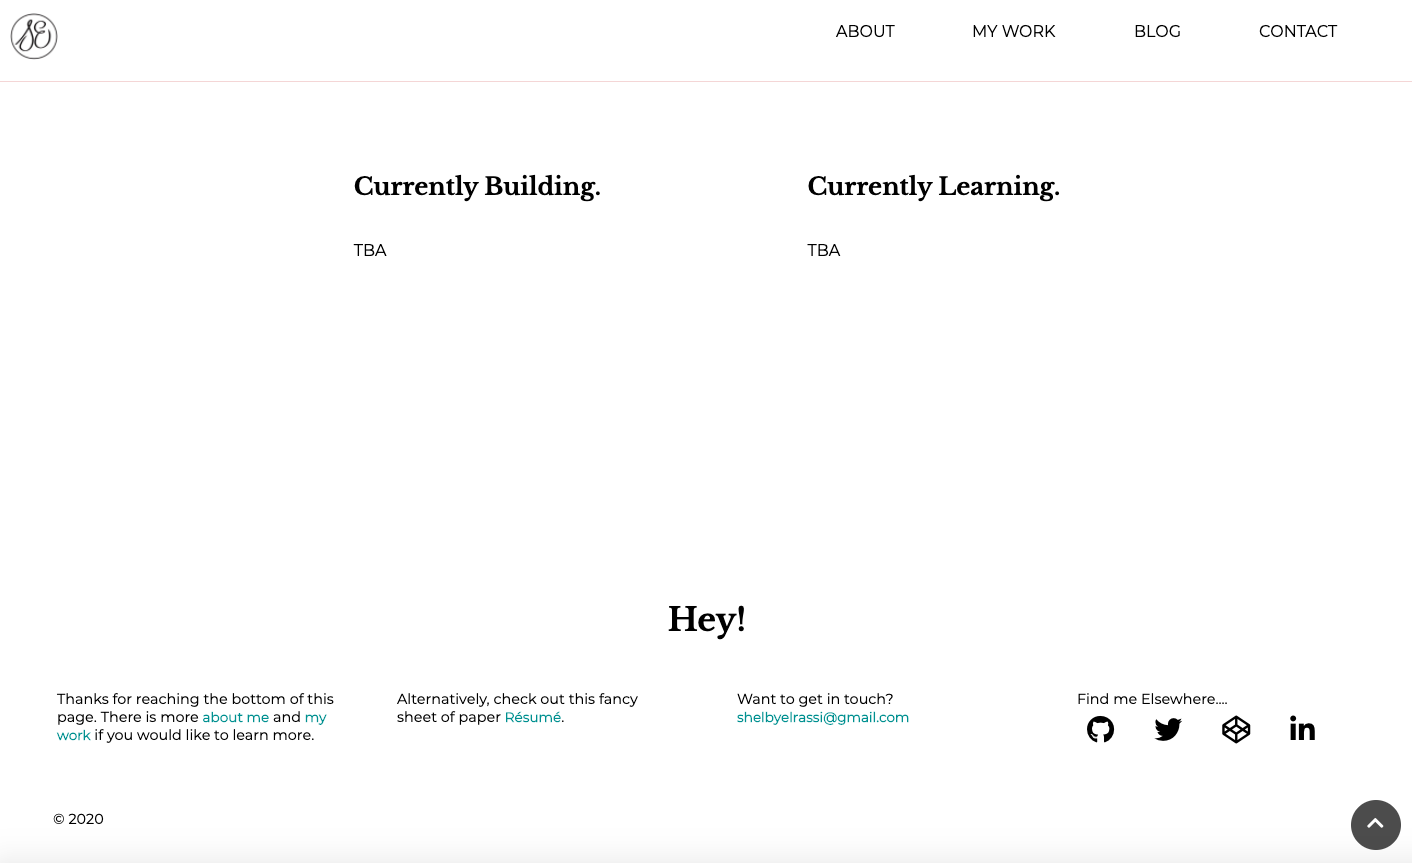 SE
ABOUT
MY WORK
BLOG
CONTACT
Currently Building.
TBA
Currently Learning.
TBA
Hey!
Thanks for reaching the bottom of this
page. There is more about me and my
work if you would like to learn more.
Alternatively, check out this fancy
sheet of paper Résumé.
Want to get in touch?
shelbyelrassi@gmail.com
Find me Elsewhere....
in
© 2020